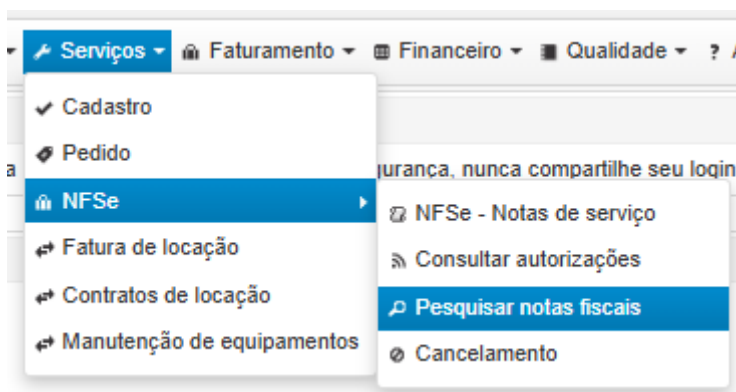 Serviços Faturamento Financeiro Qualidade ?
Cadastro
Pedido
a gurança, nunca compartilhe seu login
NFSe
NFSe - Notas de serviço
Fatura de locação
Consultar autorizações
Contratos de locação
Pesquisar notas fiscais
Manutenção de equipamentos
Cancelamento